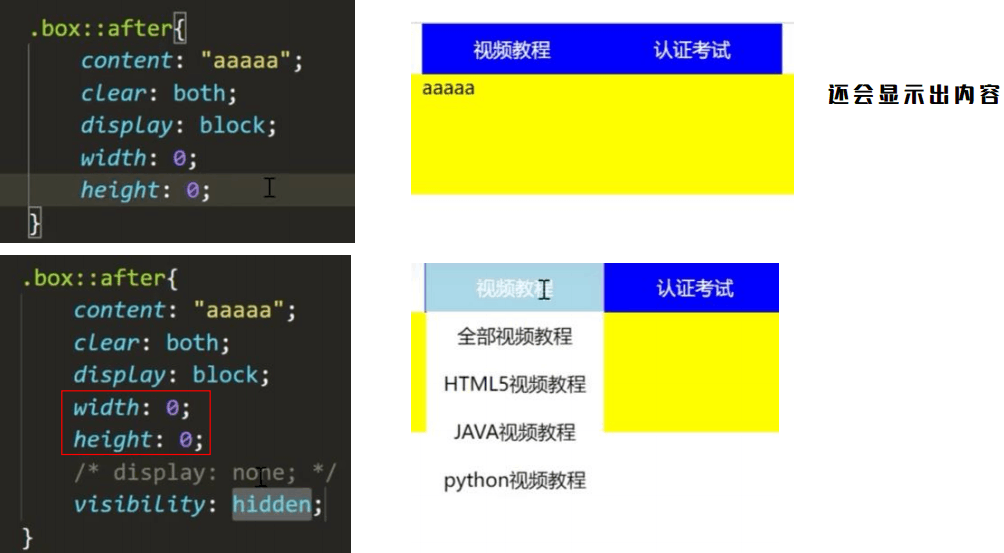 .box::after{
content: "aaaaa";
clear: both;
display: block;
width: 0;
height: 0;
}
视频教程 认证考试
aaaaa
还会显示出内容
.box::after{
content: "aaaaa";
clear: both;
display: block;
width: 0;
height: 0;
/* display: none; */
visibility: hidden;
}
视频教程 认证考试
全部视频教程
HTML5视频教程
JAVA视频教程
python视频教程